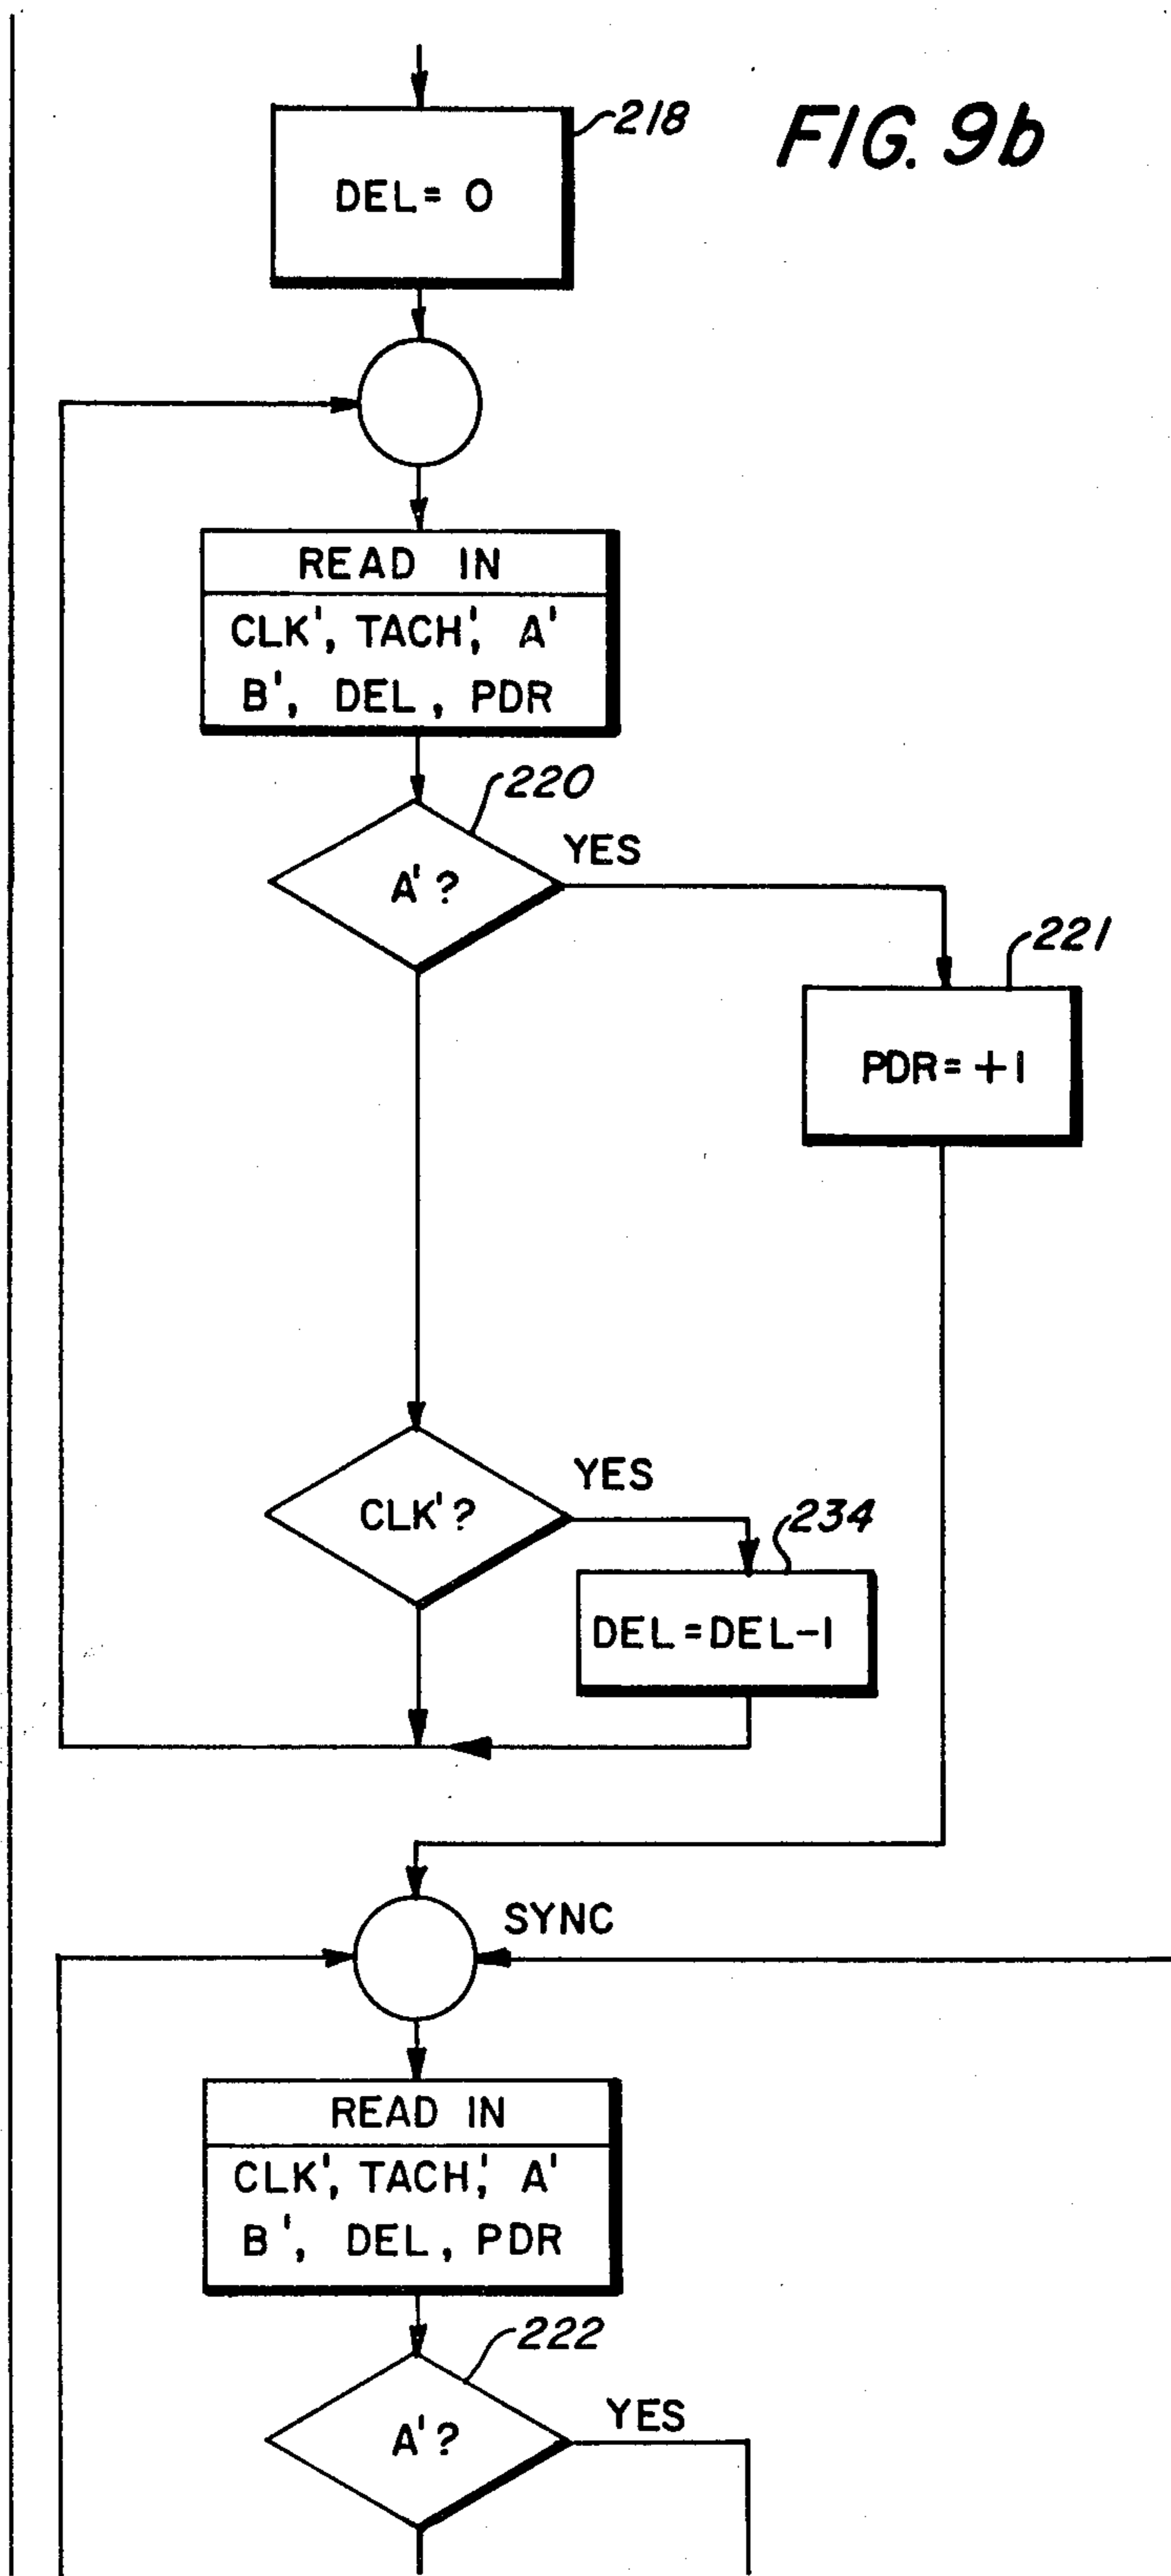 218
FIG. 9b
DEL= 0
READ IN
CLK', TACH', A'
B', DEL, PDR
220
YES
A'?
221
PDR=+1
YES
CLK'?
234
DEL=DEL-1
SYNC
READ IN
CLK', TACH', A'
B', DEL, PDR
222
YES
A'?